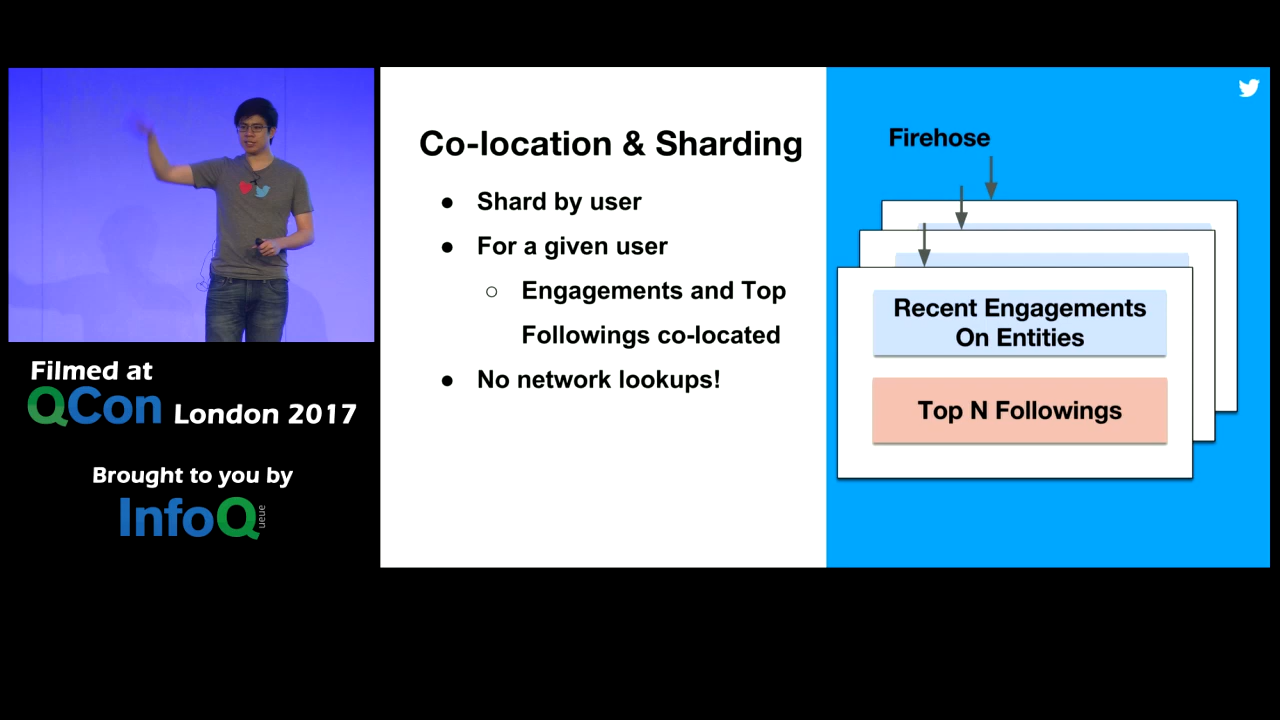 Co-location & Sharding
● Shard by user
● For a given user
○ Engagements and Top
Followings co-located
● No network lookups!
Firehose
Recent Engagements
On Entities
Top N Followings
Filmed at
QCon London 2017
Brought to you by
InfoQueue